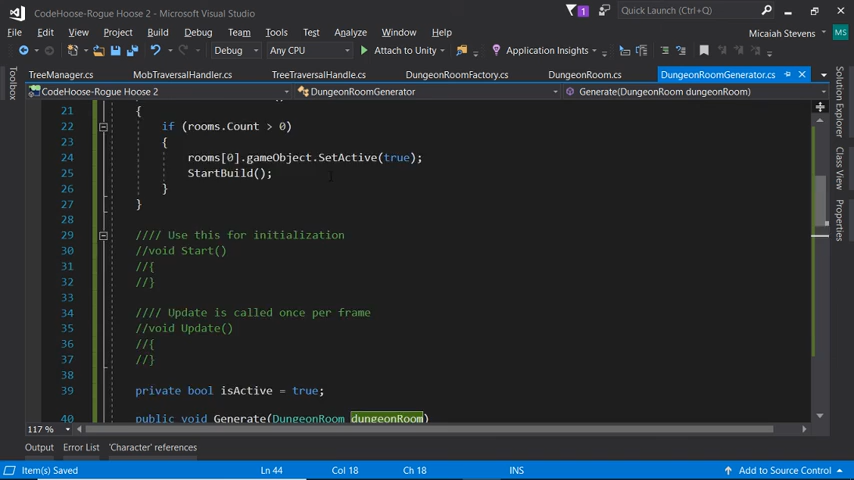 CodeHoose-Rogue Hoose 2 - Microsoft Visual Studio
1
Quick Launch (Ctrl+Q)
File Edit View Project Build Debug Team Tools Test Analyze Window Help
Micaiah Stevens MS
Debug Any CPU Attach to Unity Application Insights
TreeManager.cs MobTraversalHandler.cs TreeTraversalHandle.cs DungeonRoomFactory.cs DungeonRoom.cs DungeonRoomGenerator.cs
CodeHoose-Rogue Hoose 2 DungeonRoomGenerator Generate(DungeonRoom dungeonRoom)
Toolbox
Solution Explorer
Class View
Properties
21 {
22 if (rooms.Count > 0)
23 {
24 rooms[0].gameObject.SetActive(true);
25 StartBuild();
26 }
27 }
28
29 //// Use this for initialization
30 //void Start()
31 //{
32 //}
33
34 //// Update is called once per frame
35 //void Update()
36 //{
37 //}
38
39 private bool isActive = true;
40 public void Generate(DungeonRoom dungeonRoom)
117 %
Output Error List 'Character' references
Item(s) Saved Ln 44 Col 18 Ch 18 INS Add to Source Control